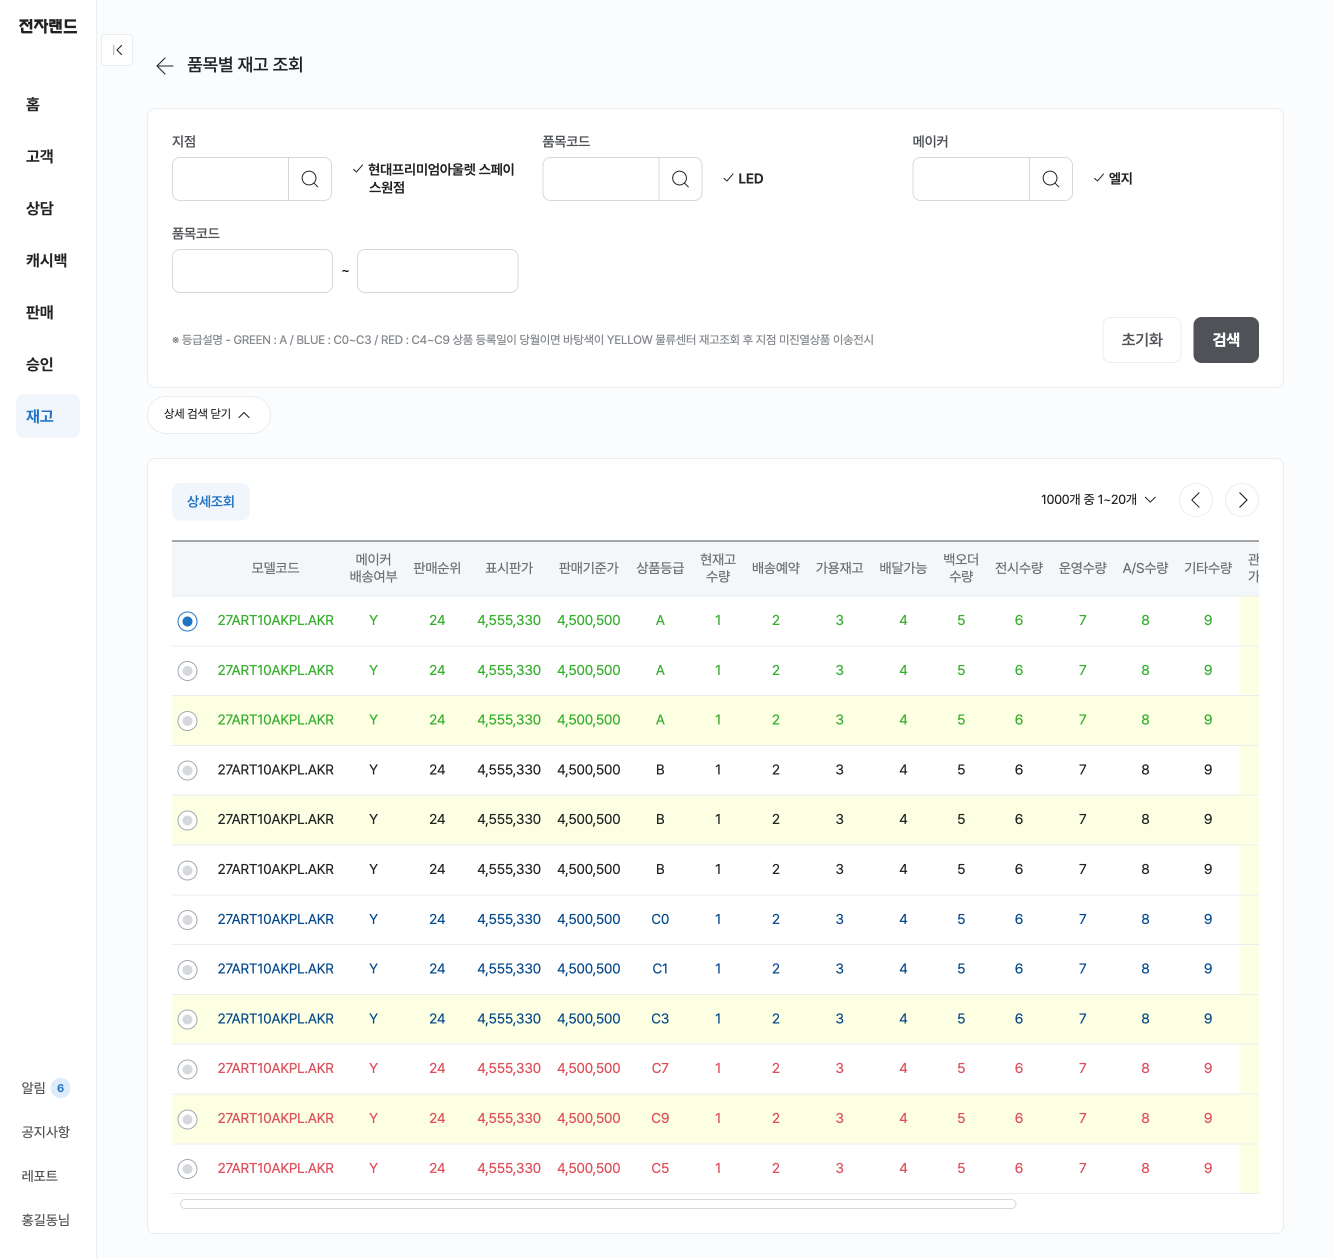 전자랜드
홈
고객
상담
캐시백
판매
승인
재고
알림 6
공지사항
레포트
홍길동님
품목별 재고 조회
지점
현대프리미엄아울렛 스페이
스원점
품목코드
LED
메이커
엘지
품목코드
~
※ 등급설명 - GREEN : A / BLUE : C0~C3 / RED : C4~C9 상품 등록일이 당월이면 바탕색이 YELLOW 물류센터 재고조회 후 지점 미진열상품 이송전시
초기화
검색
상세 검색 닫기
상세조회
1000개 중 1~20개
모델코드 메이커 배송여부 판매순위 표시판가 판매기준가 상품등급 현재고 수량 배송예약 가용재고 배달가능 백오더 수량 전시수량 운영수량 A/S수량 기타수량 관 가
27ART10AKPL.AKR Y 24 4,555,330 4,500,500 A 1 2 3 4 5 6 7 8 9
27ART10AKPL.AKR Y 24 4,555,330 4,500,500 A 1 2 3 4 5 6 7 8 9
27ART10AKPL.AKR Y 24 4,555,330 4,500,500 A 1 2 3 4 5 6 7 8 9
27ART10AKPL.AKR Y 24 4,555,330 4,500,500 B 1 2 3 4 5 6 7 8 9
27ART10AKPL.AKR Y 24 4,555,330 4,500,500 B 1 2 3 4 5 6 7 8 9
27ART10AKPL.AKR Y 24 4,555,330 4,500,500 B 1 2 3 4 5 6 7 8 9
27ART10AKPL.AKR Y 24 4,555,330 4,500,500 C0 1 2 3 4 5 6 7 8 9
27ART10AKPL.AKR Y 24 4,555,330 4,500,500 C1 1 2 3 4 5 6 7 8 9
27ART10AKPL.AKR Y 24 4,555,330 4,500,500 C3 1 2 3 4 5 6 7 8 9
27ART10AKPL.AKR Y 24 4,555,330 4,500,500 C7 1 2 3 4 5 6 7 8 9
27ART10AKPL.AKR Y 24 4,555,330 4,500,500 C9 1 2 3 4 5 6 7 8 9
27ART10AKPL.AKR Y 24 4,555,330 4,500,500 C5 1 2 3 4 5 6 7 8 9